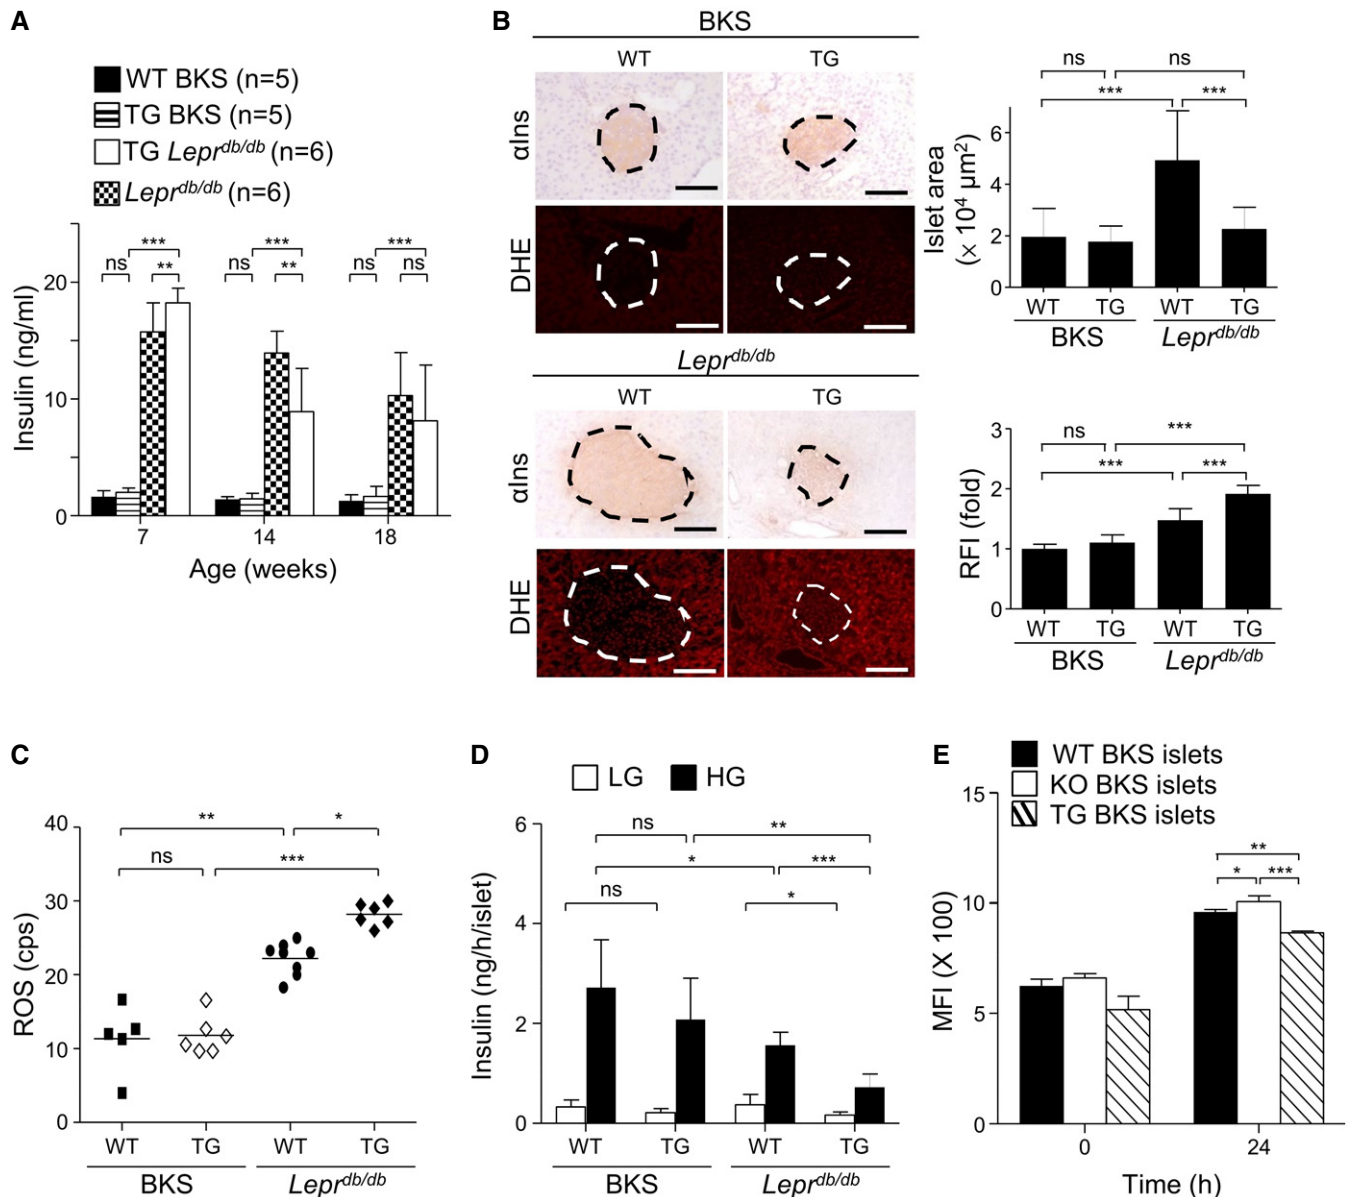 A
WT BKS (n=5)
TG BKS (n=5)
TG Lepr^db/db (n=6)
Lepr^db/db (n=6)
Insulin (ng/ml)
20
10
0
ns *** **
ns *** **
ns *** ns
7 14 18
Age (weeks)
B
BKS
WT TG
αIns
DHE
Lepr^db/db
WT TG
αIns
DHE
ns ns
*** ***
Islet area
(× 10⁴ µm²)
6
4
2
0
WT TG WT TG
BKS Lepr^db/db
ns ***
*** ***
RFI (fold)
3
2
1
0
WT TG WT TG
BKS Lepr^db/db
C
** *
ns ***
ROS (cps)
40
30
20
10
0
WT TG WT TG
BKS Lepr^db/db
D
LG HG
ns **
* ***
ns *
Insulin (ng/h/islet)
6
4
2
0
WT TG WT TG
BKS Lepr^db/db
E
WT BKS islets
KO BKS islets
TG BKS islets
**
* ***
MFI (X 100)
15
10
5
0
0 24
Time (h)